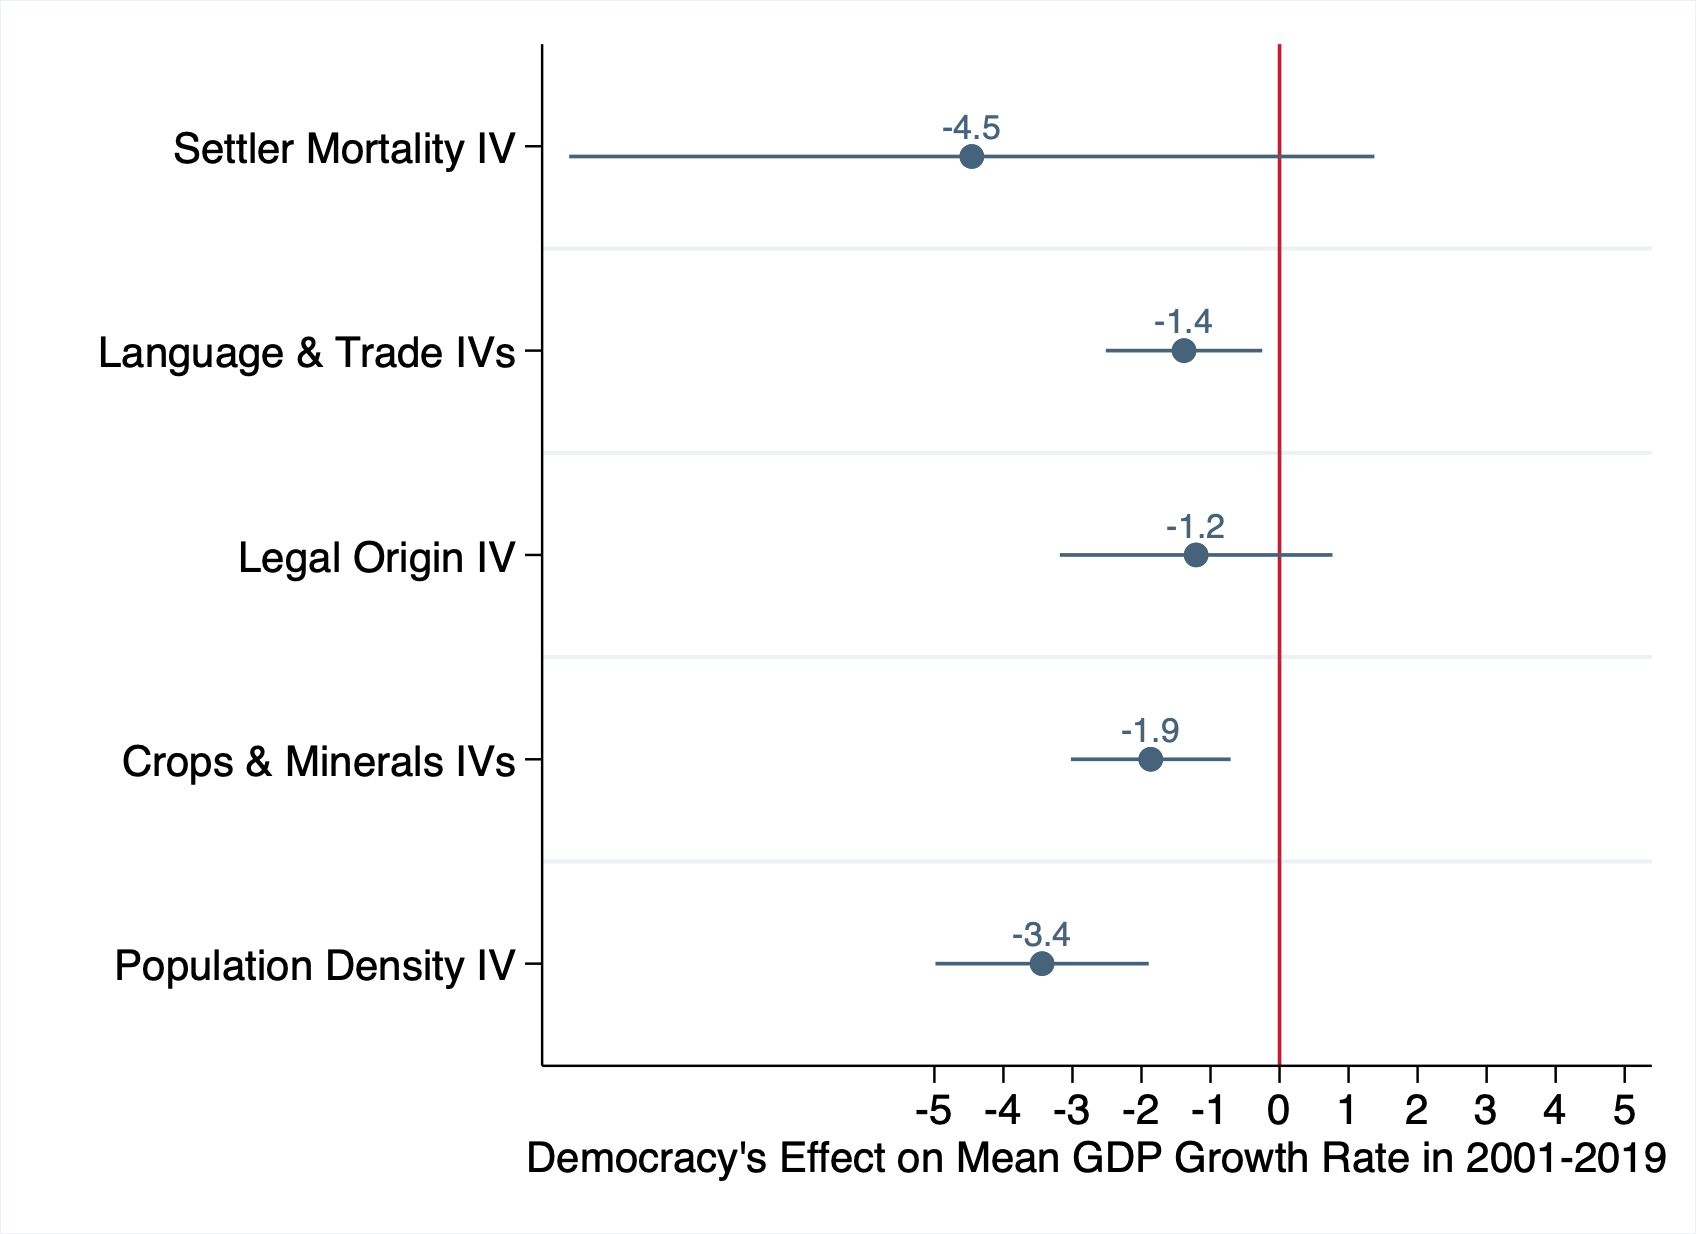 -4.5
Settler Mortality IV
-1.4
Language & Trade IVs
-1.2
Legal Origin IV
-1.9
Crops & Minerals IVs
-3.4
Population Density IV
-5 -4 -3 -2 -1 0 1 2 3 4 5
Democracy's Effect on Mean GDP Growth Rate in 2001-2019